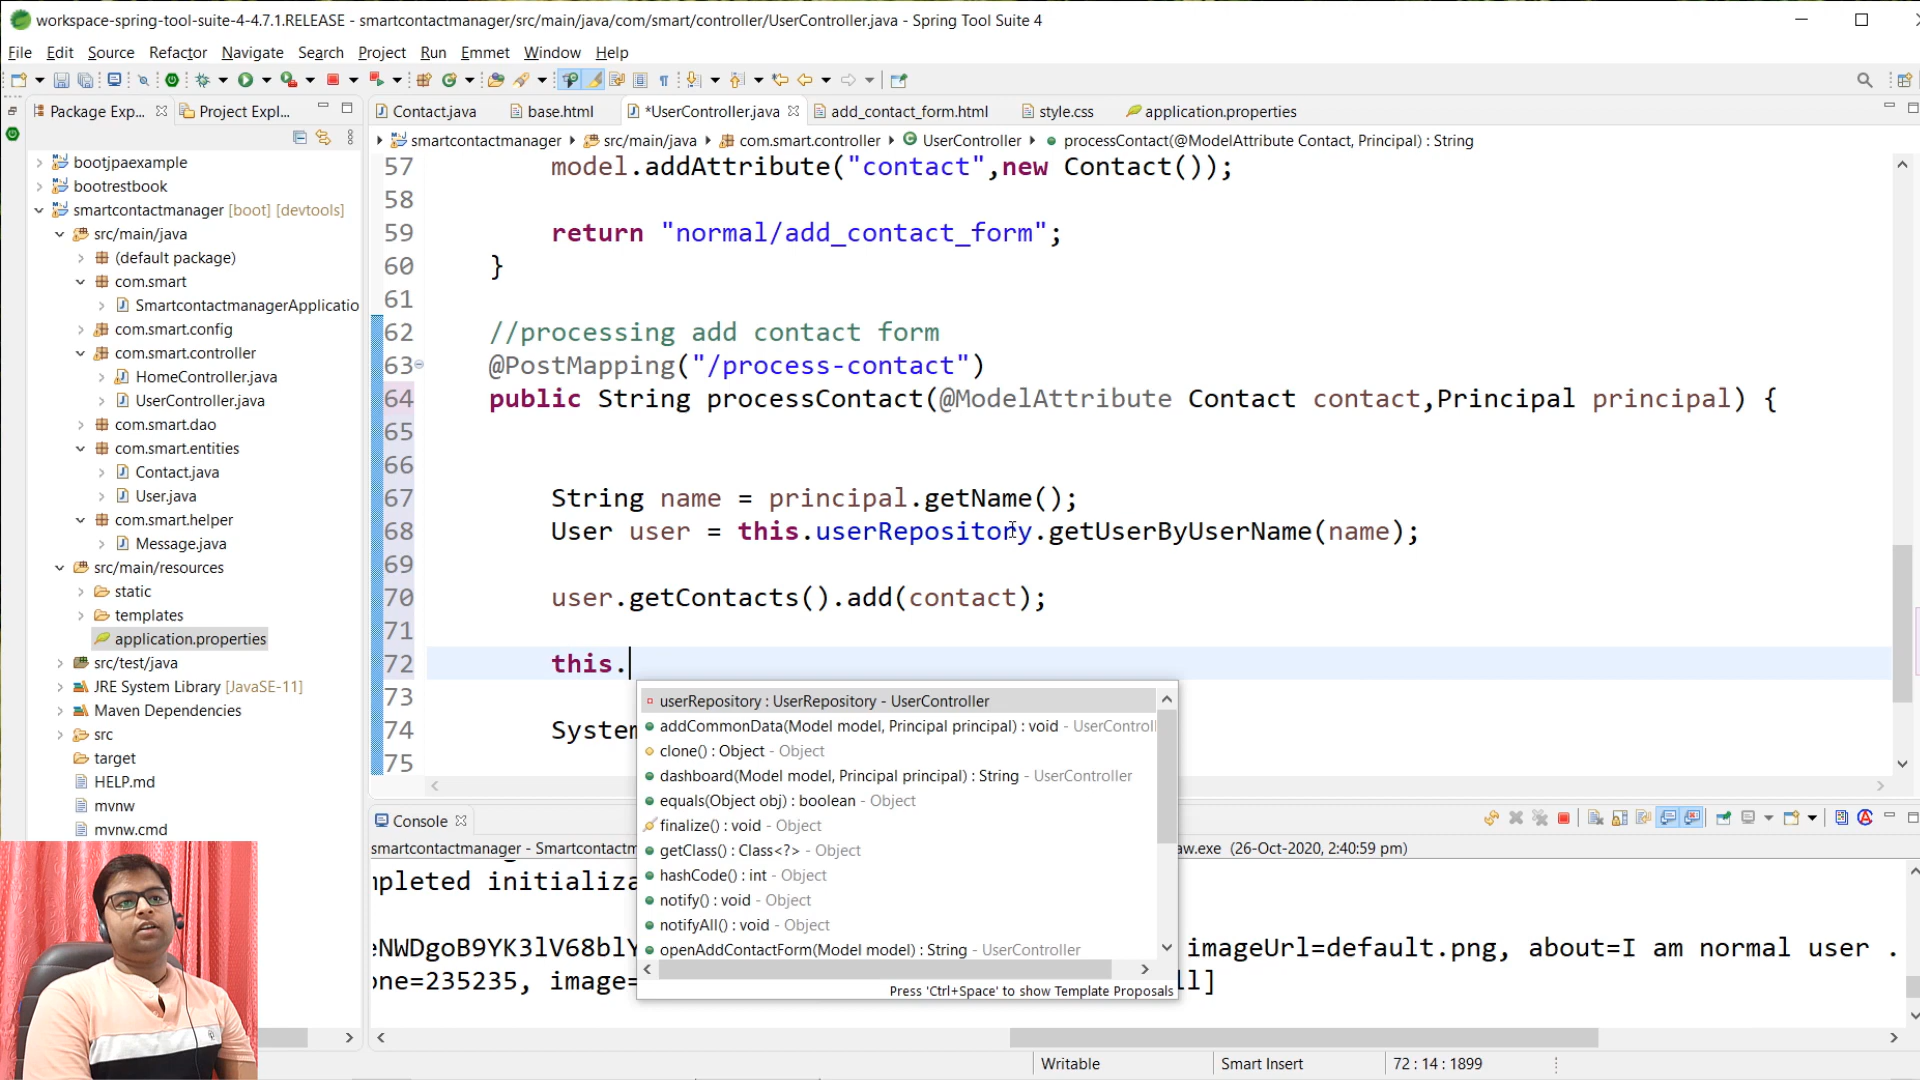 workspace-spring-tool-suite-4-4.7.1.RELEASE - smartcontactmanager/src/main/java/com/smart/controller/UserController.java - Spring Tool Suite 4
File Edit Source Refactor Navigate Search Project Run Emmet Window Help
Package Exp... Project Expl...
bootjpaexample
bootrestbook
smartcontactmanager [boot] [devtools]
src/main/java
(default package)
com.smart
SmartcontactmanagerApplicatio
com.smart.config
com.smart.controller
HomeController.java
UserController.java
com.smart.dao
com.smart.entities
Contact.java
User.java
com.smart.helper
Message.java
src/main/resources
static
templates
application.properties
src/test/java
JRE System Library [JavaSE-11]
Maven Dependencies
src
target
HELP.md
mvnw
mvnw.cmd
Contact.java base.html *UserController.java add_contact_form.html style.css application.properties
smartcontactmanager src/main/java com.smart.controller UserController processContact(@ModelAttribute Contact, Principal) : String
57 model.addAttribute("contact",new Contact());
58
59 return "normal/add_contact_form";
60 }
61
62 //processing add contact form
63 @PostMapping("/process-contact")
64 public String processContact(@ModelAttribute Contact contact,Principal principal) {
65
66
67 String name = principal.getName();
68 User user = this.userRepository.getUserByUserName(name);
69
70 user.getContacts().add(contact);
71
72 this.
73
74 System
75
userRepository : UserRepository - UserController
addCommonData(Model model, Principal principal) : void - UserControll
clone() : Object - Object
dashboard(Model model, Principal principal) : String - UserController
equals(Object obj) : boolean - Object
finalize() : void - Object
getClass() : Class<?> - Object
hashCode() : int - Object
notify() : void - Object
notifyAll() : void - Object
openAddContactForm(Model model) : String - UserController
Press 'Ctrl+Space' to show Template Proposals
Console
smartcontactmanager - Smartcontactm aw.exe (26-Oct-2020, 2:40:59 pm)
mpleted initializa
eNWDgoB9YK3lV68blY imageUrl=default.png, about=I am normal user .
one=235235, image= ll]
Writable Smart Insert 72 : 14 : 1899